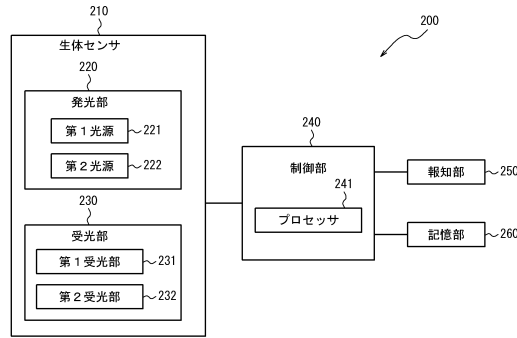 210
生体センサ
200
220
発光部
第1光源
221
第2光源
222
230
受光部
第1受光部
231
第2受光部
232
240
制御部
241
プロセッサ
報知部
250
記憶部
260